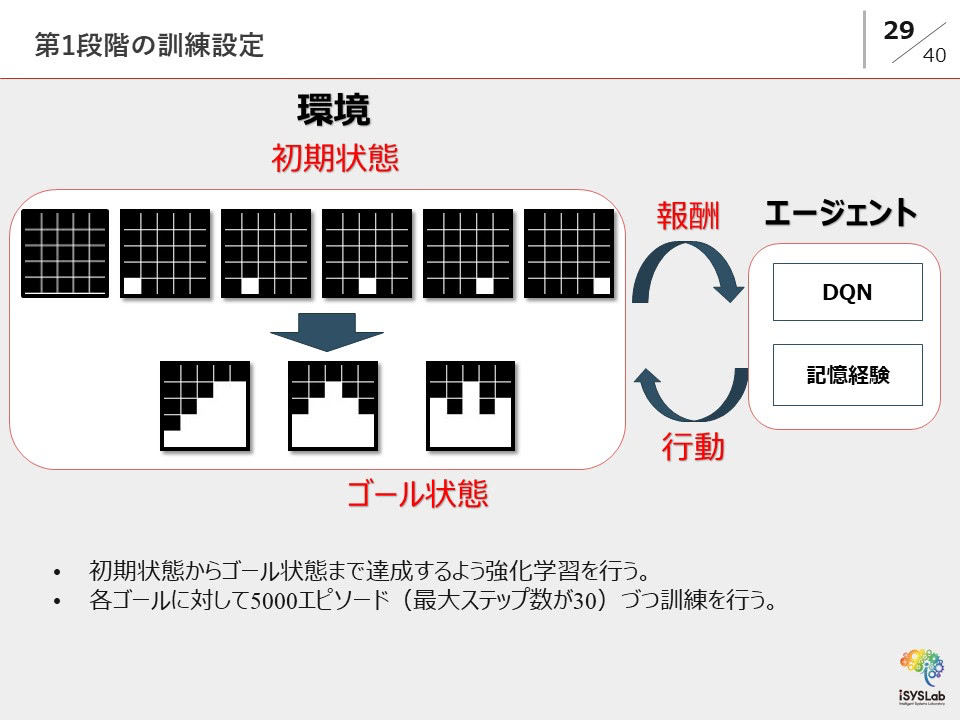 第1段階の訓練設定
29
40
環境
初期状態
報酬
エージェント
DQN
記憶経験
行動
ゴール状態
• 初期状態からゴール状態まで達成するよう強化学習を行う。
• 各ゴールに対して5000エピソード（最大ステップ数が30）づつ訓練を行う。
iSYSLab
Intelligent Systems Laboratory